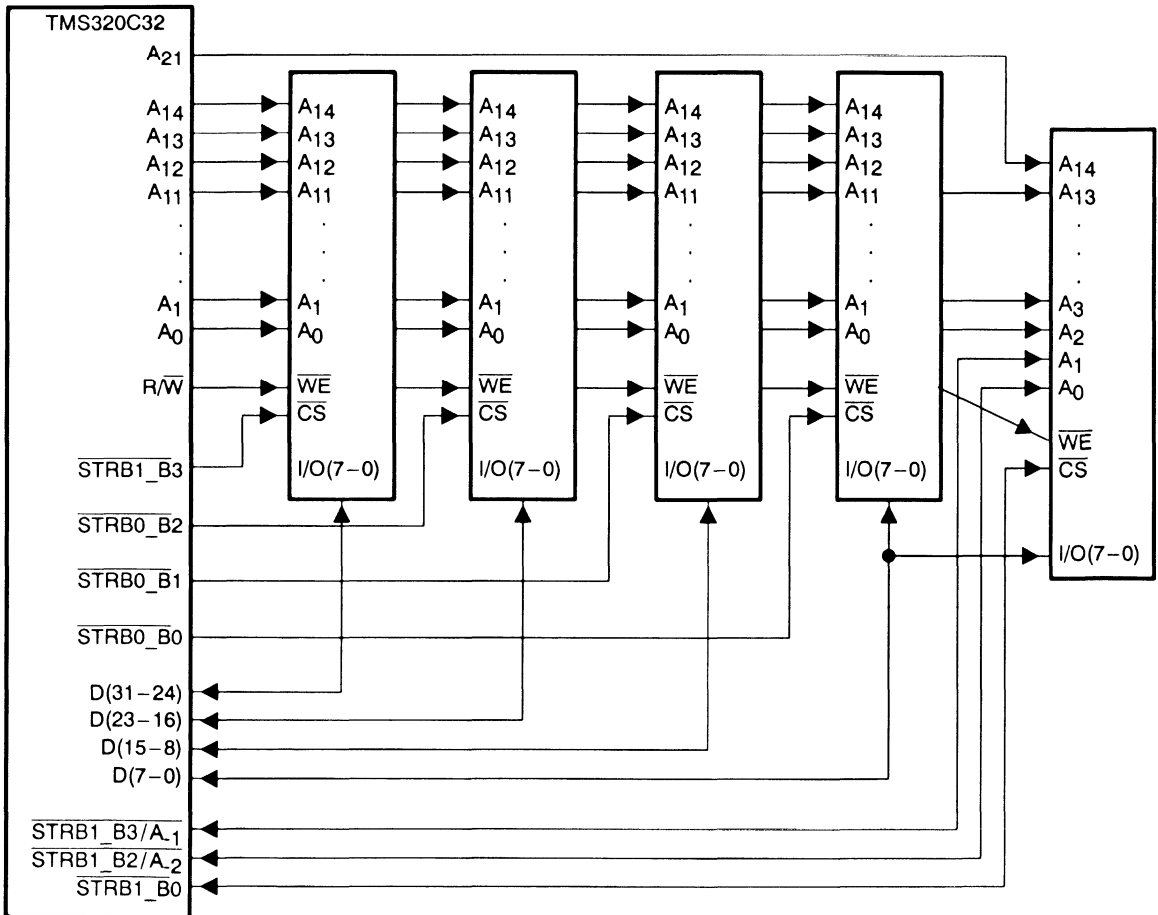 TMS320C32
A21
A14 A14 A14 A14 A14
A13 A13 A13 A13 A13 A14
A12 A12 A12 A12 A12
A11 A11 A11 A11 A11 A13
A1 A1 A1 A1 A1 A3
A0 A0 A0 A0 A0 A2
A1
R/W WE WE WE WE A0
CS CS CS CS
WE
STRB1_B3 I/O(7–0) I/O(7–0) I/O(7–0) I/O(7–0) CS
STRB0_B2
STRB0_B1 I/O(7–0)
STRB0_B0
D(31–24)
D(23–16)
D(15–8)
D(7–0)
STRB1_B3/A-1
STRB1_B2/A-2
STRB1_B0